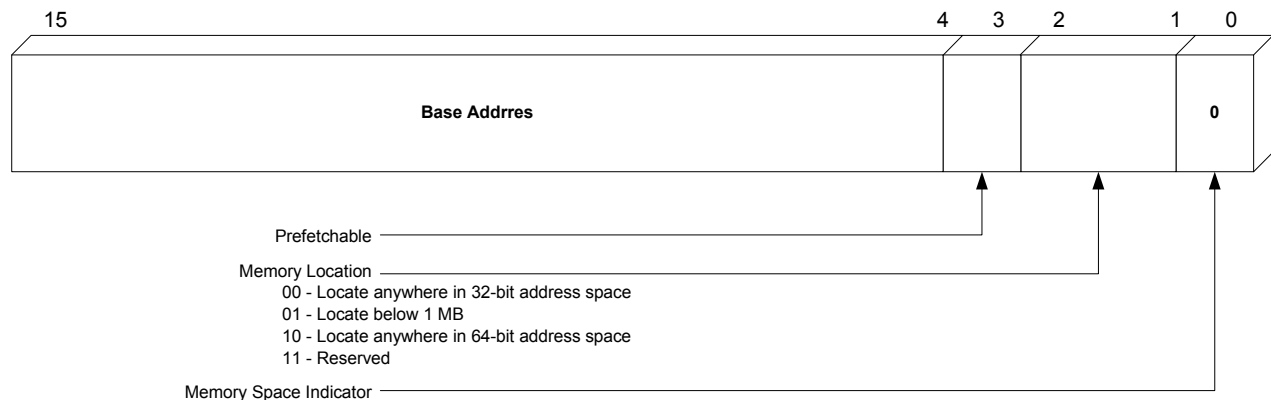 15 4 3 2 1 0
Base Addrres
0
Prefetchable
Memory Location
00 - Locate anywhere in 32-bit address space
01 - Locate below 1 MB
10 - Locate anywhere in 64-bit address space
11 - Reserved
Memory Space Indicator